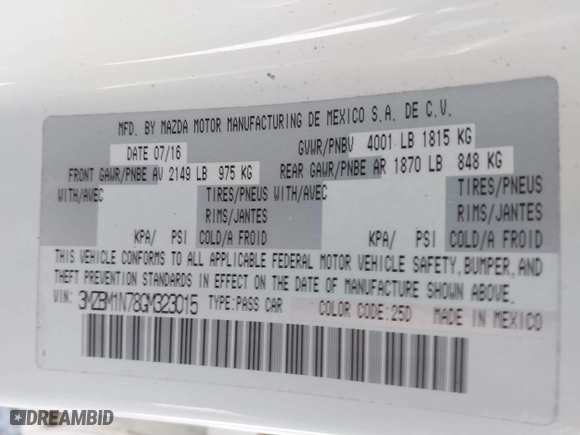 MFD. BY MAZDA MOTOR MANUFACTURING DE MEXICO S.A. DE C.V.
DATE 07/16 GVWR/PNBV 4001 LB 1815 KG
FRONT GAWR/PNBE AV 2149 LB 975 KG REAR GAWR/PNBE AR 1870 LB 848 KG
WITH/AVEC TIRES/PNEUS WITH/AVEC TIRES/PNEUS
RIMS/JANTES RIMS/JANTES
KPA/ PSI COLD/A FROID KPA/ PSI COLD/A FROID
THIS VEHICLE CONFORMS TO ALL APPLICABLE FEDERAL MOTOR VEHICLE SAFETY,BUMPER,AND
THEFT PREVENTION STANDARDS IN EFFECT ON THE DATE OF MANUFACTURE SHOWN ABOVE.
VIN: 3MZBM1N78GM323015 TYPE:PASS CAR COLOR CODE:25D MADE IN MEXICO
DREAMBID